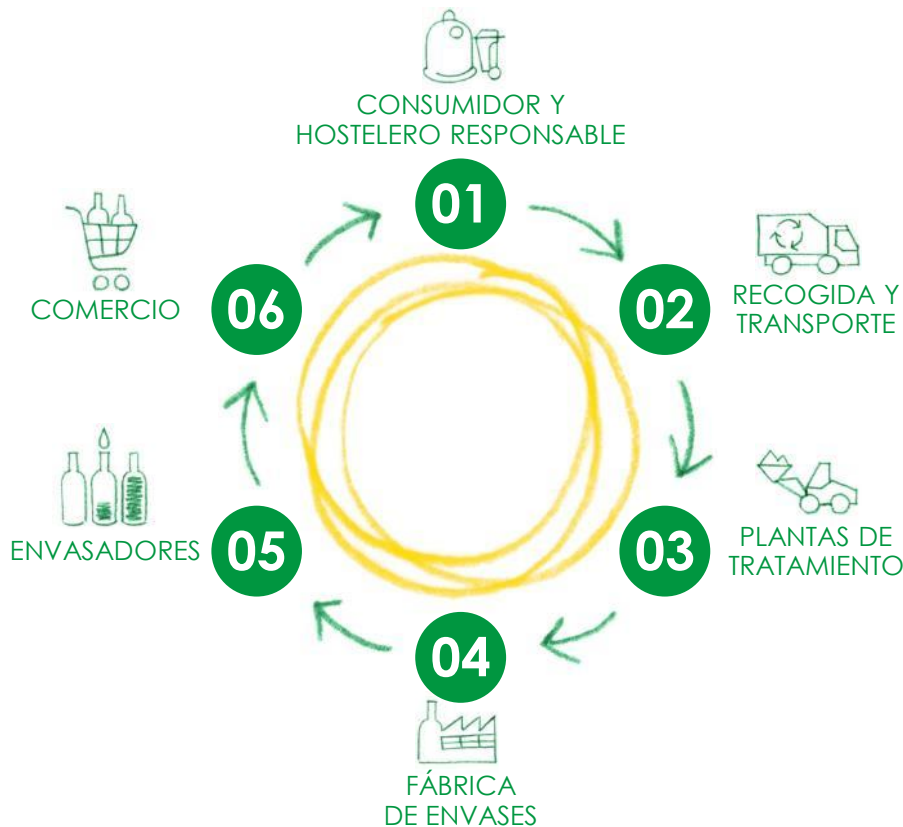 CONSUMIDOR Y
HOSTELERO RESPONSABLE
01
02
RECOGIDA Y
TRANSPORTE
03
PLANTAS DE
TRATAMIENTO
04
FÁBRICA
DE ENVASES
05
ENVASADORES
06
COMERCIO